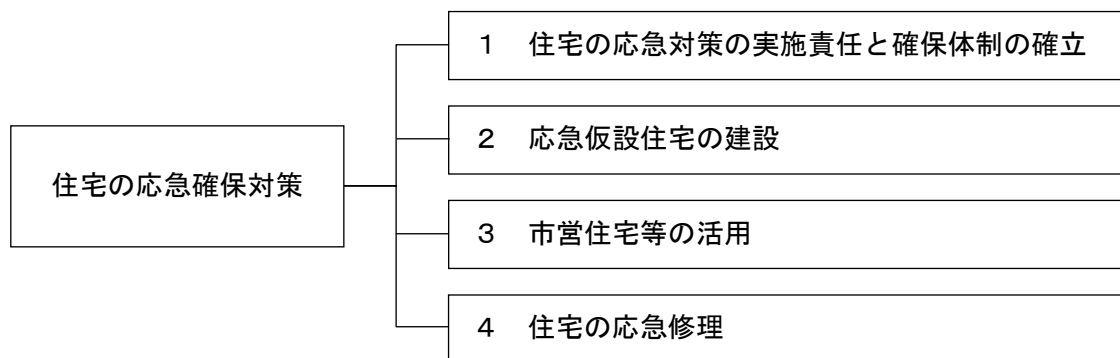 住宅の応急確保対策
１　住宅の応急対策の実施責任と確保体制の確立
２　応急仮設住宅の建設
３　市営住宅等の活用
４　住宅の応急修理